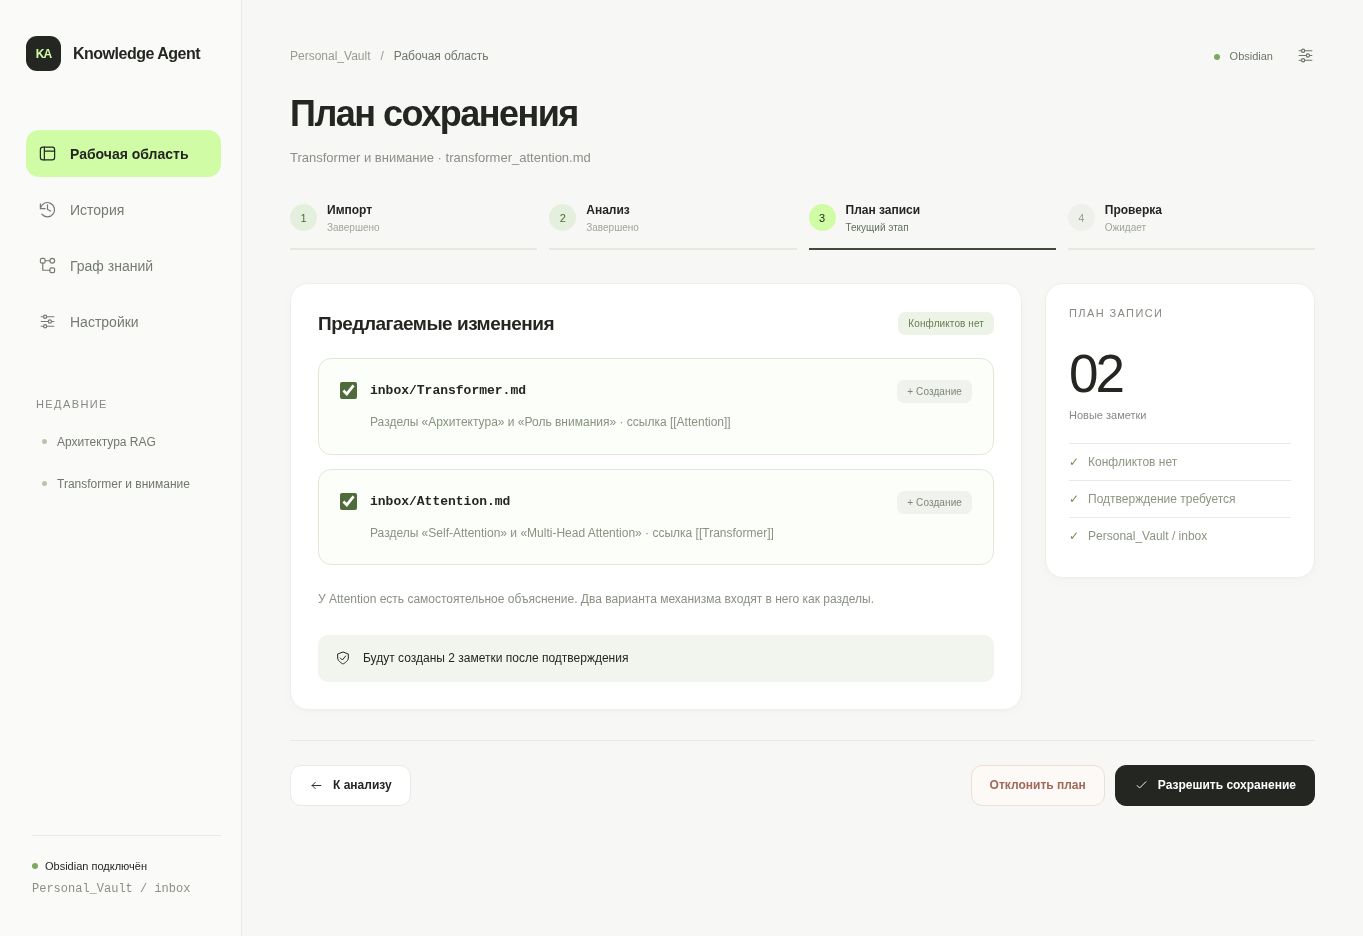 KA
Knowledge Agent
Рабочая область
История
Граф знаний
Настройки
НЕДАВНИЕ
Архитектура RAG
Transformer и внимание
Obsidian подключён
Personal_Vault / inbox
Personal_Vault / Рабочая область
Obsidian
План сохранения
Transformer и внимание · transformer_attention.md
1
Импорт
Завершено
2
Анализ
Завершено
3
План записи
Текущий этап
4
Проверка
Ожидает
Предлагаемые изменения
Конфликтов нет
inbox/Transformer.md
+ Создание
Разделы «Архитектура» и «Роль внимания» · ссылка [[Attention]]
inbox/Attention.md
+ Создание
Разделы «Self-Attention» и «Multi-Head Attention» · ссылка [[Transformer]]
У Attention есть самостоятельное объяснение. Два варианта механизма входят в него как разделы.
Будут созданы 2 заметки после подтверждения
ПЛАН ЗАПИСИ
02
Новые заметки
✓ Конфликтов нет
✓ Подтверждение требуется
✓ Personal_Vault / inbox
← К анализу
Отклонить план
✓ Разрешить сохранение